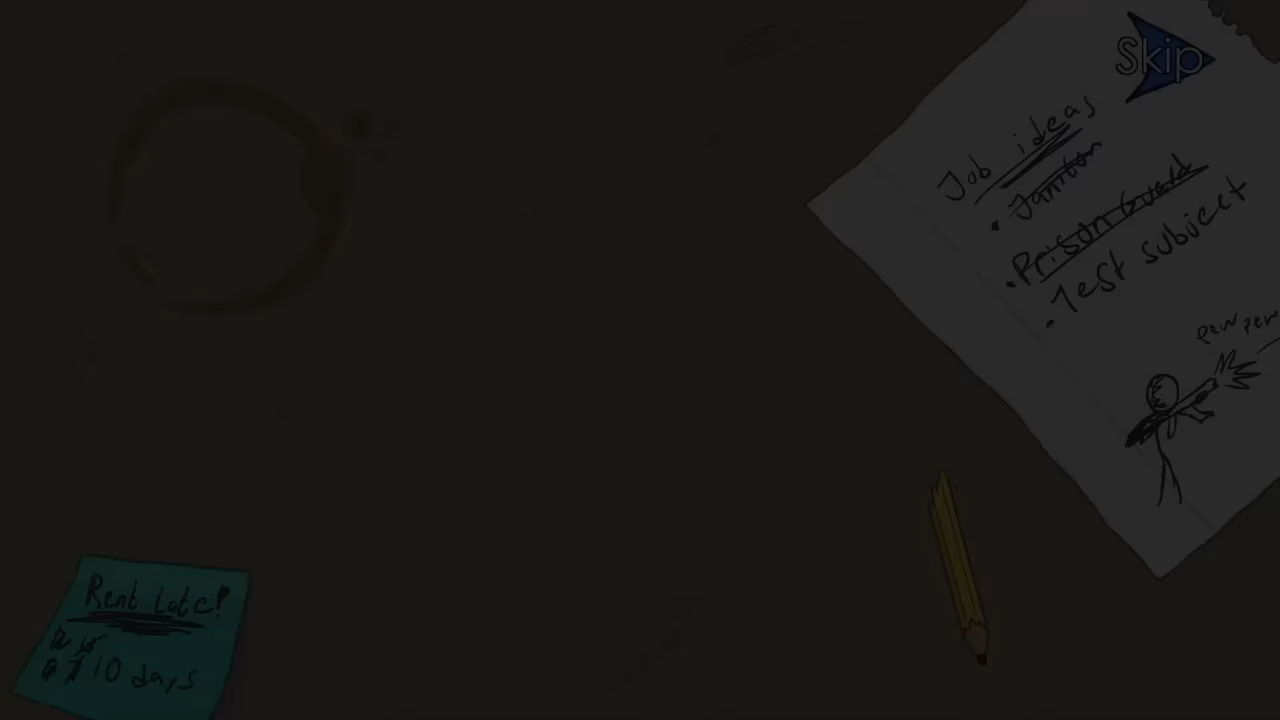 Skip
Job ideas
• Janitor
• Prison Guard
• Test subject
pew pew
Rent Late!
10 days